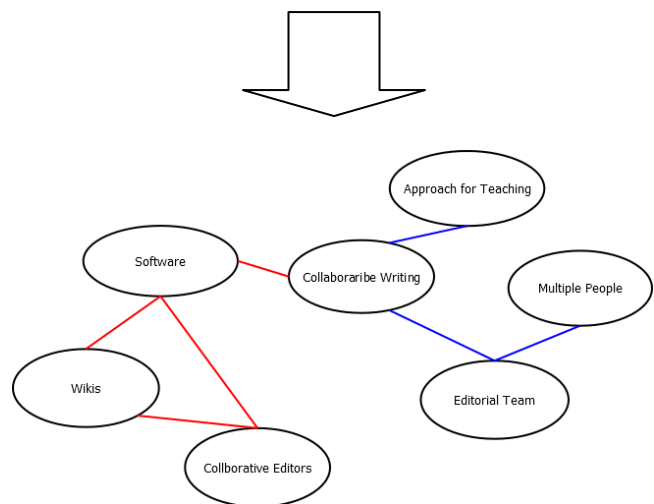 Approach for Teaching
Software
Collaboraribe Writing
Multiple People
Wikis
Editorial Team
Collborative Editors